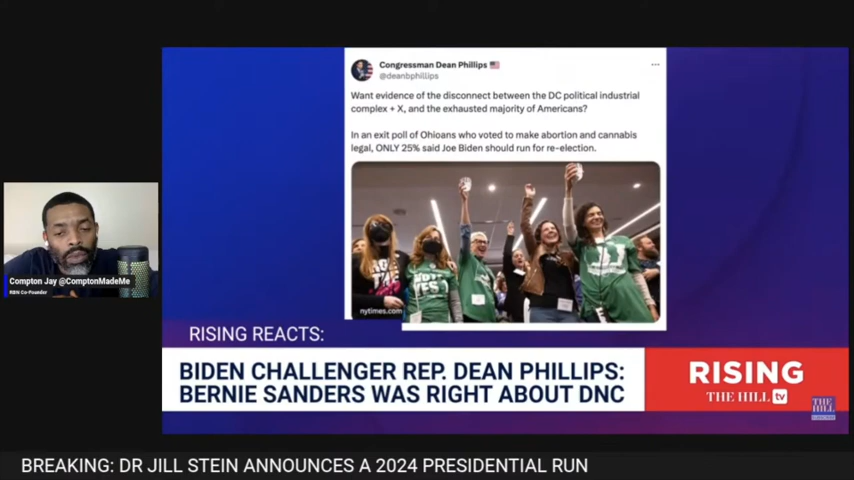 Congressman Dean Phillips
@deanbphillips
Want evidence of the disconnect between the DC political industrial
complex + X, and the exhausted majority of Americans?
In an exit poll of Ohioans who voted to make abortion and cannabis
legal, ONLY 25% said Joe Biden should run for re-election.
nytimes.com
Compton Jay @ComptonMadeMe
RBN Co-Founder
RISING REACTS:
BIDEN CHALLENGER REP. DEAN PHILLIPS:
BERNIE SANDERS WAS RIGHT ABOUT DNC
RISING
THE HILL tv
THE
HILL
BREAKING: DR JILL STEIN ANNOUNCES A 2024 PRESIDENTIAL RUN